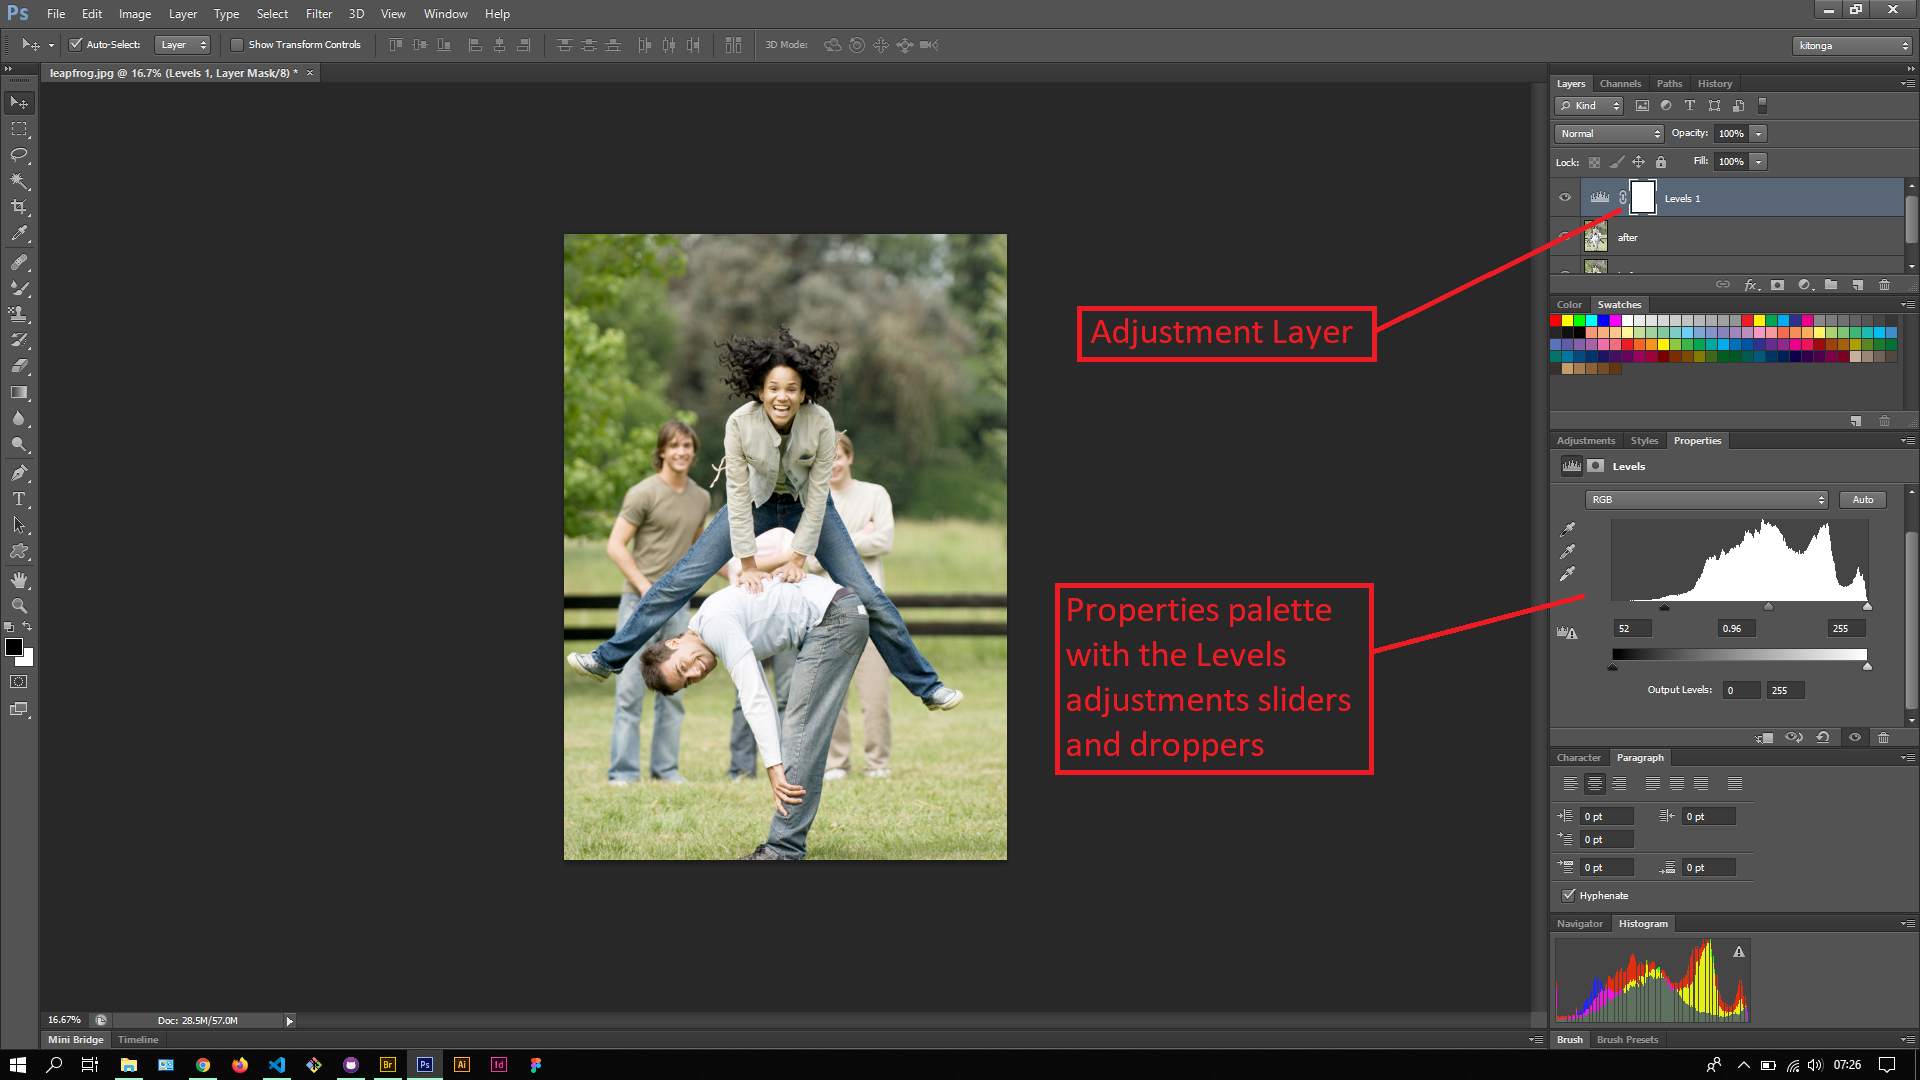 Ps File Edit Image Layer Type Select Filter 3D View Window Help
Auto-Select: Layer Show Transform Controls 3D Mode: kitonga
leapfrog.jpg @ 16.7% (Levels 1, Layer Mask/8) * ×
Layers Channels Paths History
Kind
Normal Opacity: 100%
Lock: Fill: 100%
Levels 1
after
Adjustment Layer
Color Swatches
Adjustments Styles Properties
Levels
RGB Auto
52 0.96 255
Output Levels: 0 255
Properties palette
with the Levels
adjustments sliders
and droppers
Character Paragraph
0 pt 0 pt
0 pt
0 pt 0 pt
Hyphenate
Navigator Histogram
16.67% Doc: 28.5M/57.0M
Mini Bridge Timeline
Brush Brush Presets
Br Ps Ai Id 07:26